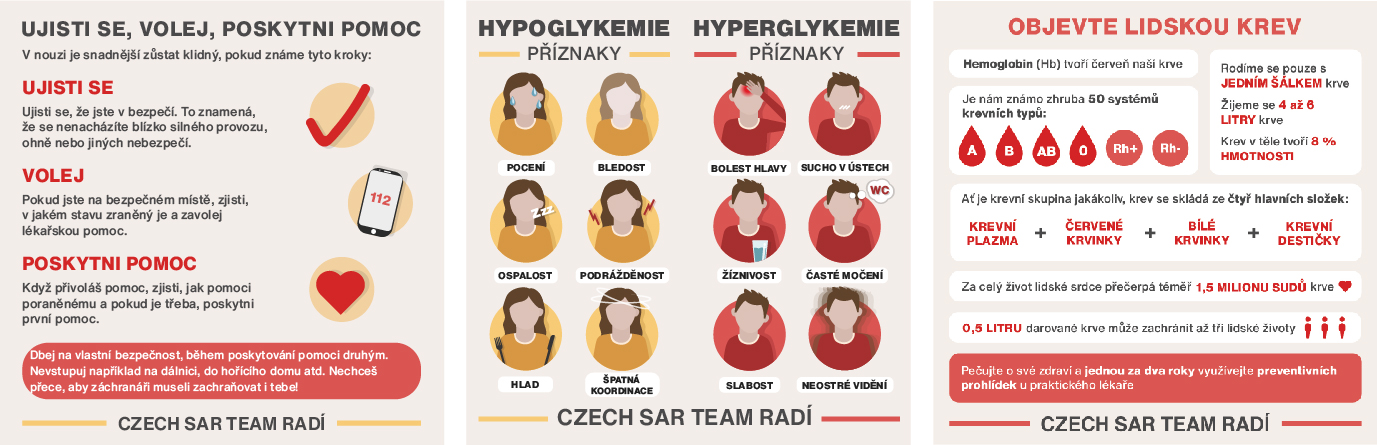 UJISTI SE, VOLEJ, POSKYTNI POMOC
V nouzi je snadnější zůstat klidný, pokud známe tyto kroky:
UJISTI SE
Ujisti se, že jste v bezpečí. To znamená,
že se nenacházíte blízko silného provozu,
ohně nebo jiných nebezpečí.
VOLEJ
Pokud jste na bezpečném místě, zjisti,
v jakém stavu zraněný je a zavolej
lékařskou pomoc.
112
POSKYTNI POMOC
Když přivoláš pomoc, zjisti, jak pomoci
poraněnému a pokud je třeba, poskytni
první pomoc.
Dbej na vlastní bezpečnost, během poskytování pomoci druhým.
Nevstupuj například na dálnici, do hořícího domu atd. Nechceš
přece, aby záchranáři museli zachraňovat i tebe!
CZECH SAR TEAM RADÍ
HYPOGLYKEMIE
PŘÍZNAKY
POCENÍ
BLEDOST
ZZZ
OSPALOST
PODRÁŽDĚNOST
HLAD
ŠPATNÁ
KOORDINACE
HYPERGLYKEMIE
PŘÍZNAKY
BOLEST HLAVY
SUCHO V ÚSTECH
WC
ŽÍZNIVOST
ČASTÉ MOČENÍ
SLABOST
NEOSTRÉ VIDĚNÍ
CZECH SAR TEAM RADÍ
OBJEVTE LIDSKOU KREV
Hemoglobin (Hb) tvoří červeň naší krve
Je nám známo zhruba 50 systémů
krevních typů:
A B AB 0 Rh+ Rh-
Rodíme se pouze s
JEDNÍM ŠÁLKEM krve
Žijeme se 4 až 6
LITRY krve
Krev v těle tvoří 8 %
HMOTNOSTI
Ať je krevní skupina jakákoliv, krev se skládá ze čtyř hlavních složek:
KREVNÍ
PLAZMA
+
ČERVENÉ
KRVINKY
+
BÍLÉ
KRVINKY
+
KREVNÍ
DESTIČKY
Za celý život lidské srdce přečerpá téměř 1,5 MILIONU SUDŮ krve
0,5 LITRU darované krve může zachránit až tři lidské životy
Pečujte o své zdraví a jednou za dva roky využívejte preventivních
prohlídek u praktického lékaře
CZECH SAR TEAM RADÍ